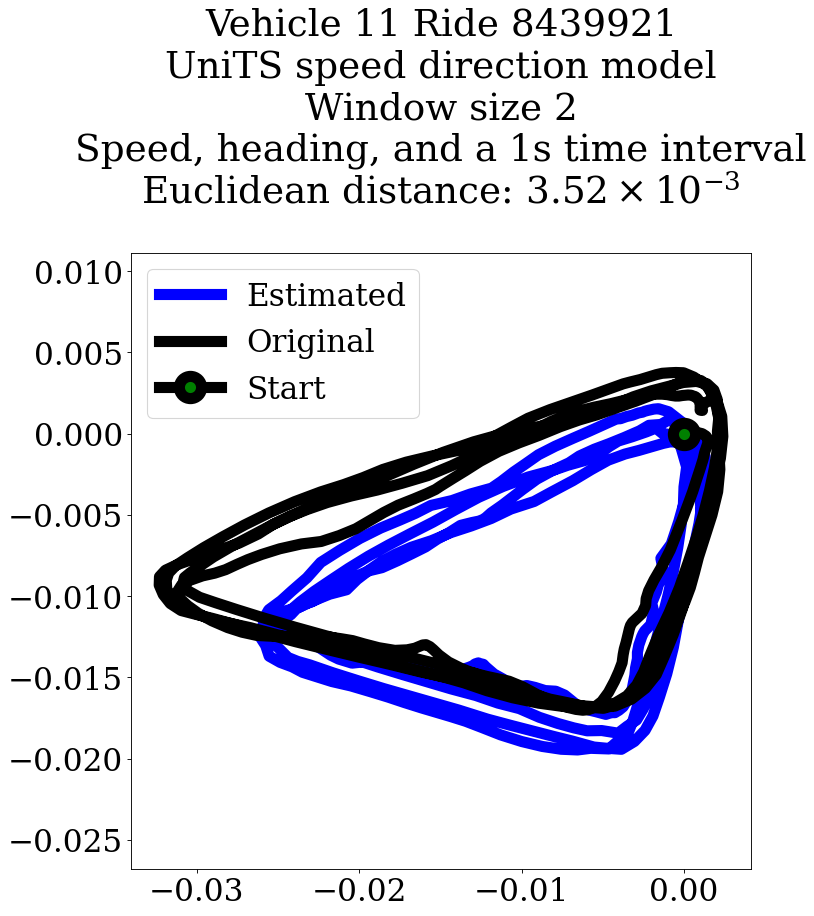 Vehicle 11 Ride 8439921
UniTS speed direction model
Window size 2
Speed, heading, and a 1s time interval
Euclidean distance: 3.52 × 10⁻³
0.010
0.005
0.000
−0.005
−0.010
−0.015
−0.020
−0.025
Estimated
Original
Start
−0.03
−0.02
−0.01
0.00